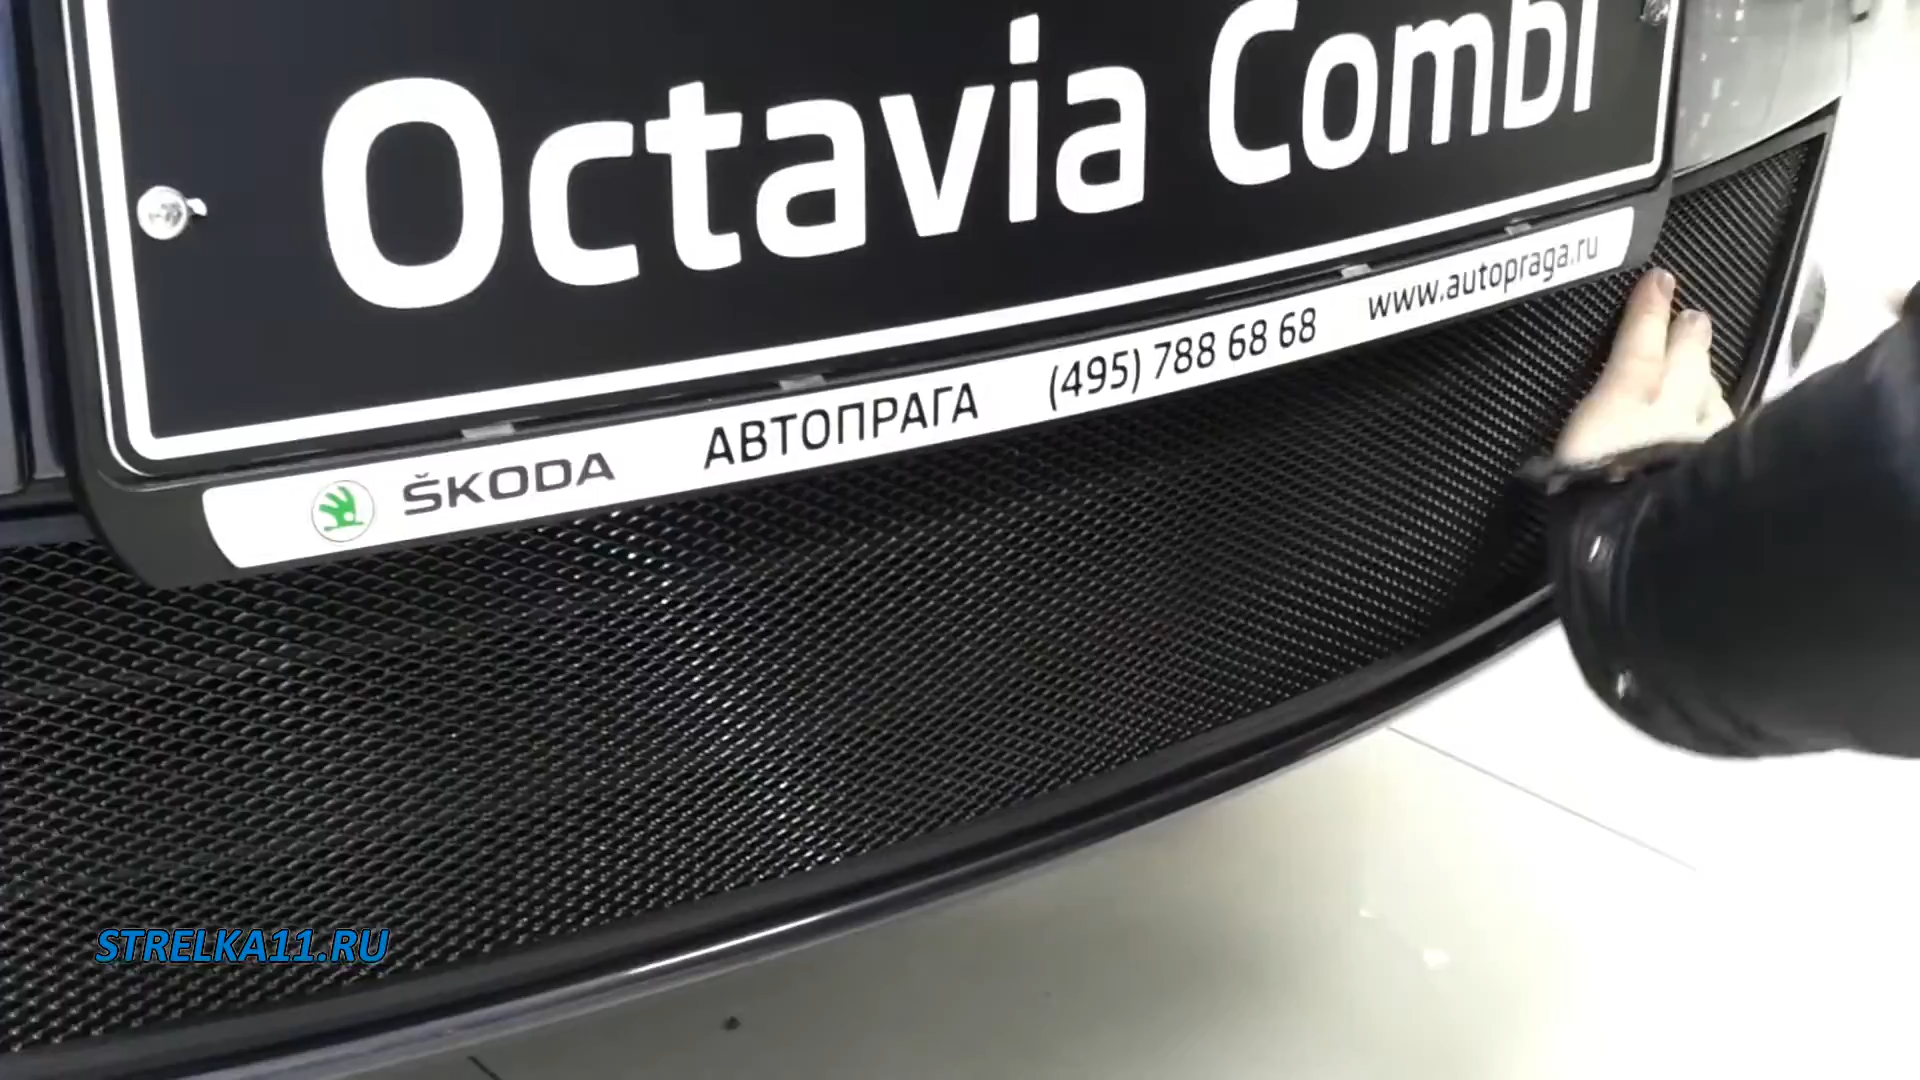 Octavia Combi
ŠKODA АВТОПРАГА (495) 788 68 68 www.autopraga.ru
STRELKA11.RU